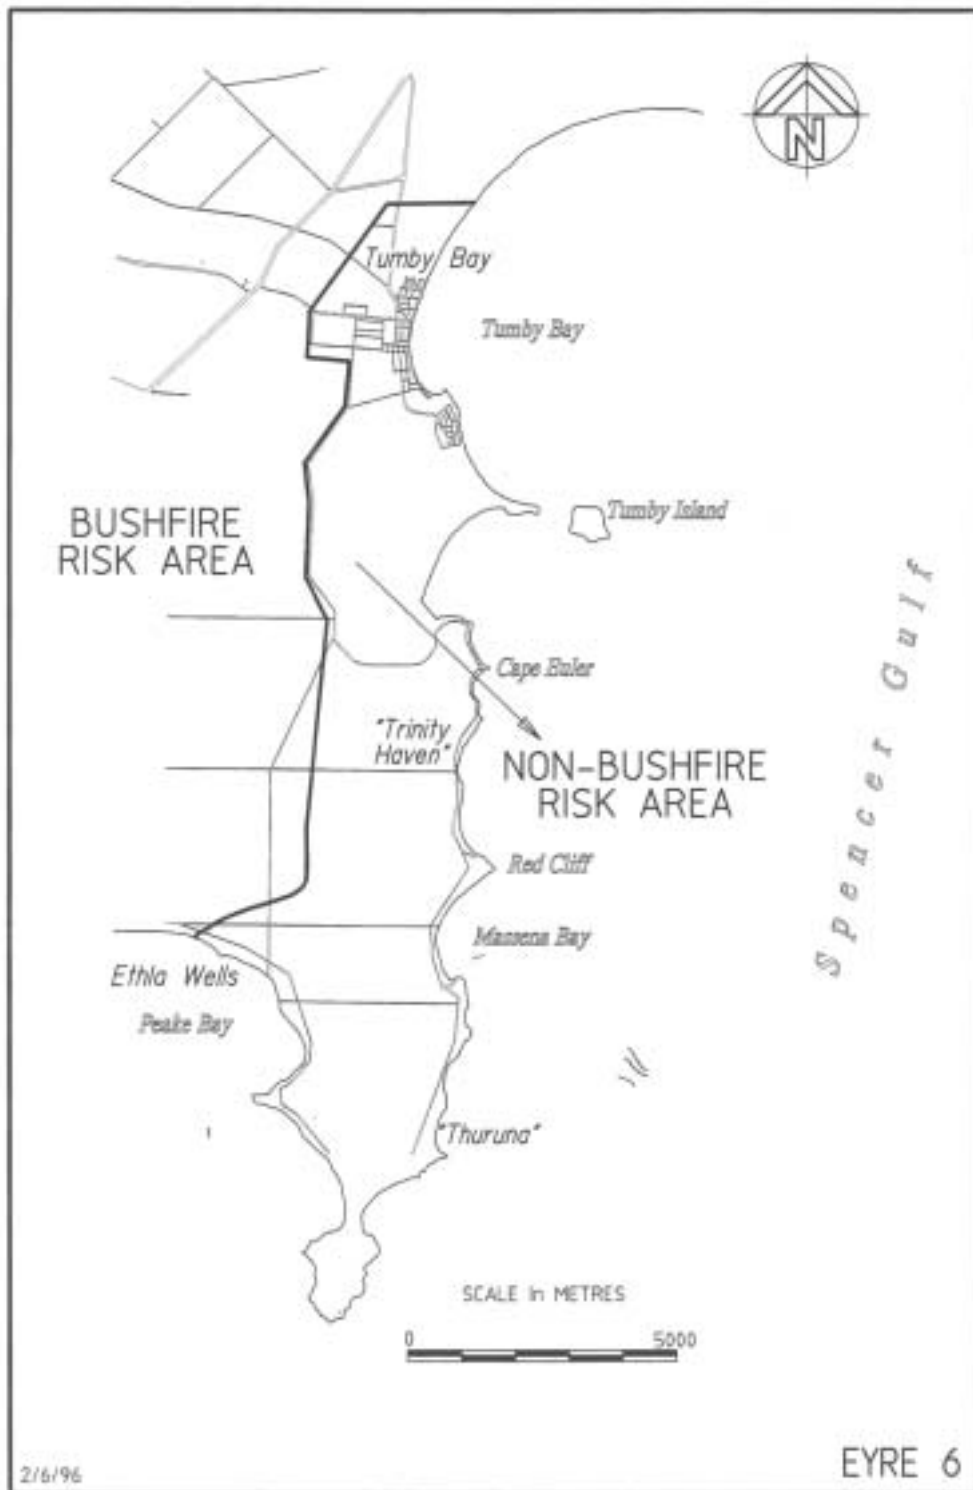 N
Tumby Bay
Tumby Bay
Tumby Island
BUSHFIRE
RISK AREA
Spencer Gulf
Cape Euler
"Trinity
Haven"
NON-BUSHFIRE
RISK AREA
Red Cliff
Massena Bay
Ethla Wells
Peake Bay
"Thuruna"
SCALE In METRES
0 5000
2/6/96
EYRE 6